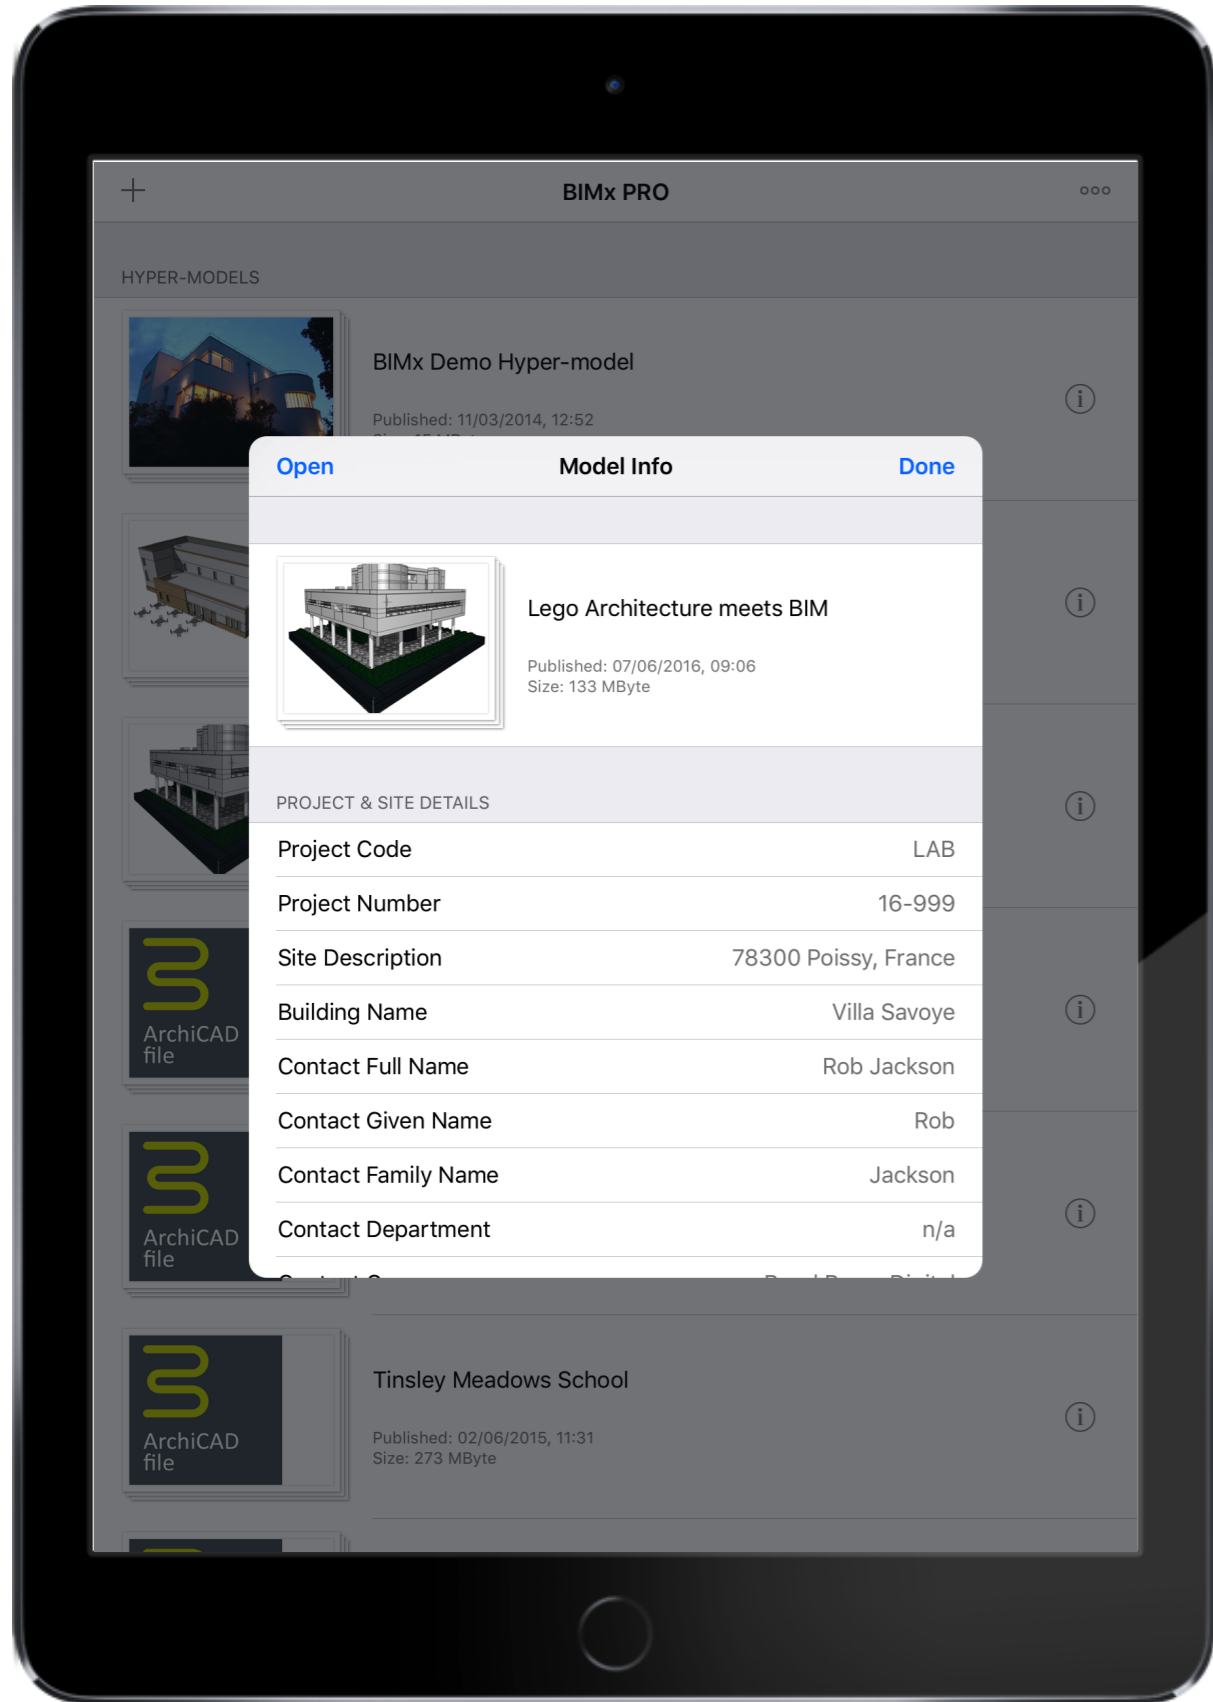 BIMx PRO
HYPER-MODELS
BIMx Demo Hyper-model
Published: 11/03/2014, 12:52
Open Model Info Done
Lego Architecture meets BIM
Published: 07/06/2016, 09:06
Size: 133 MByte
PROJECT & SITE DETAILS
Project Code LAB
Project Number 16-999
Site Description 78300 Poissy, France
Building Name Villa Savoye
Contact Full Name Rob Jackson
Contact Given Name Rob
Contact Family Name Jackson
Contact Department n/a
ArchiCAD
file
ArchiCAD
file
ArchiCAD
file
Tinsley Meadows School
Published: 02/06/2015, 11:31
Size: 273 MByte